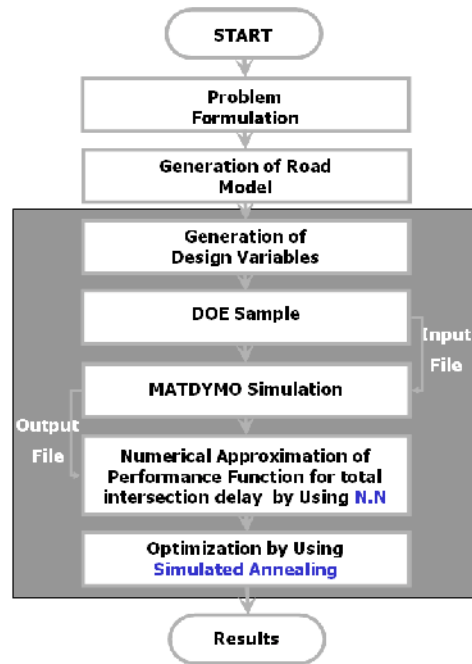 START
Problem
Formulation
Generation of Road
Model
Generation of
Design Variables
DOE Sample
Input
File
MATDYMO Simulation
Output
File
Numerical Approximation of
Performance Function for total
intersection delay by Using N.N
Optimization by Using
Simulated Annealing
Results